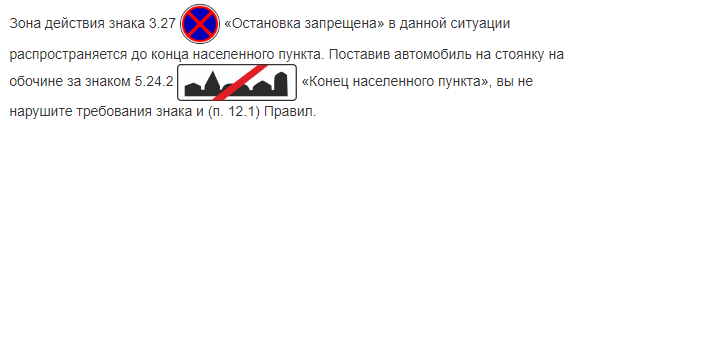 Зона действия знака 3.27 «Остановка запрещена» в данной ситуации
распространяется до конца населенного пункта. Поставив автомобиль на стоянку на
обочине за знаком 5.24.2 «Конец населенного пункта», вы не
нарушите требования знака и (п. 12.1) Правил.